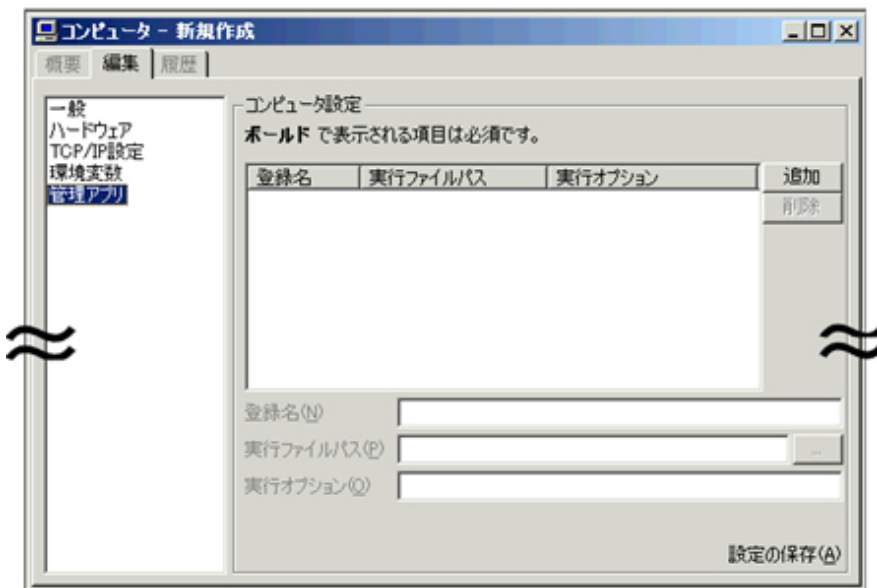 コンピュータ - 新規作成
概要 編集 履歴
一般
ハードウェア
TCP/IP設定
環境変数
管理アプリ
コンピュータ設定
ボールド で表示される項目は必須です。
登録名 実行ファイルパス 実行オプション
追加
削除
登録名(N)
実行ファイルパス(P) ...
実行オプション(O)
設定の保存(A)